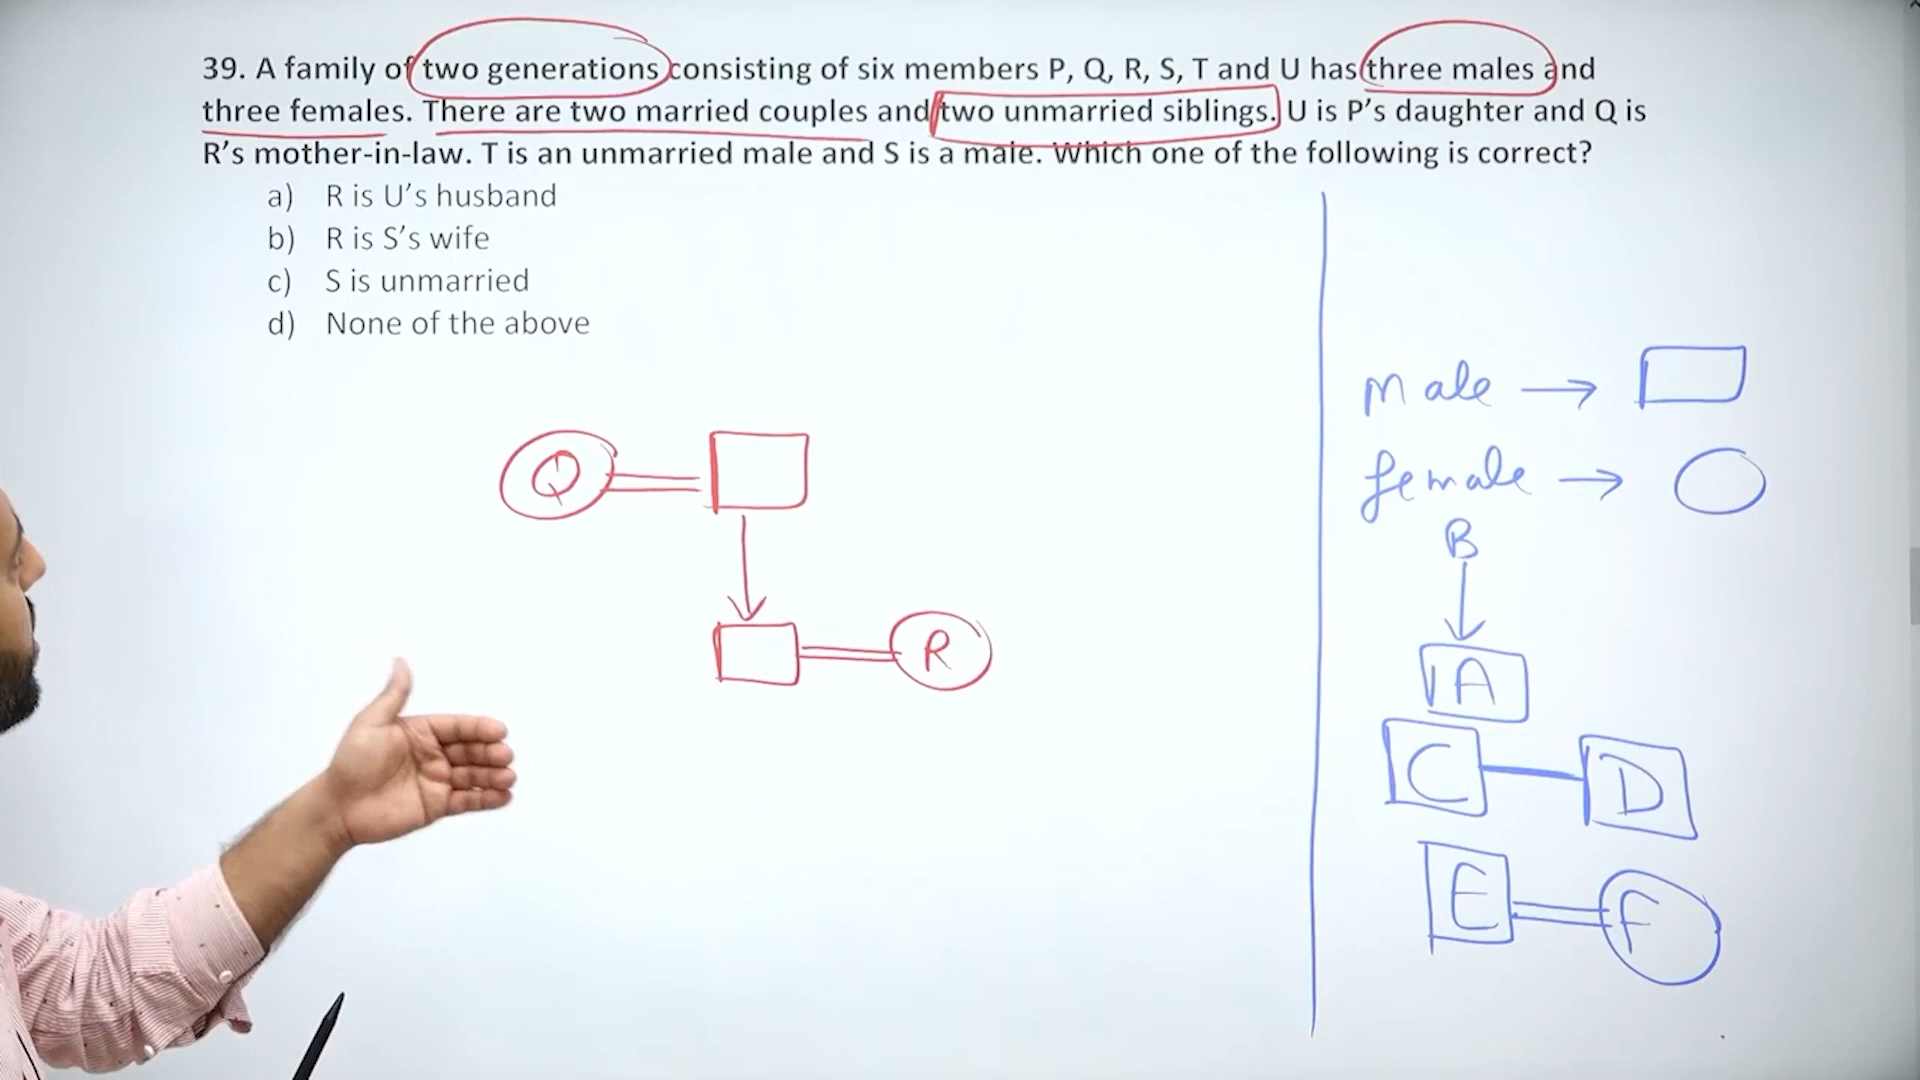 39. A family of two generations consisting of six members P, Q, R, S, T and U has three males and
three females. There are two married couples and two unmarried siblings. U is P’s daughter and Q is
R’s mother-in-law. T is an unmarried male and S is a male. Which one of the following is correct?
a) R is U’s husband
b) R is S’s wife
c) S is unmarried
d) None of the above
Male →
Q
female →
B
R
A
C D
E F